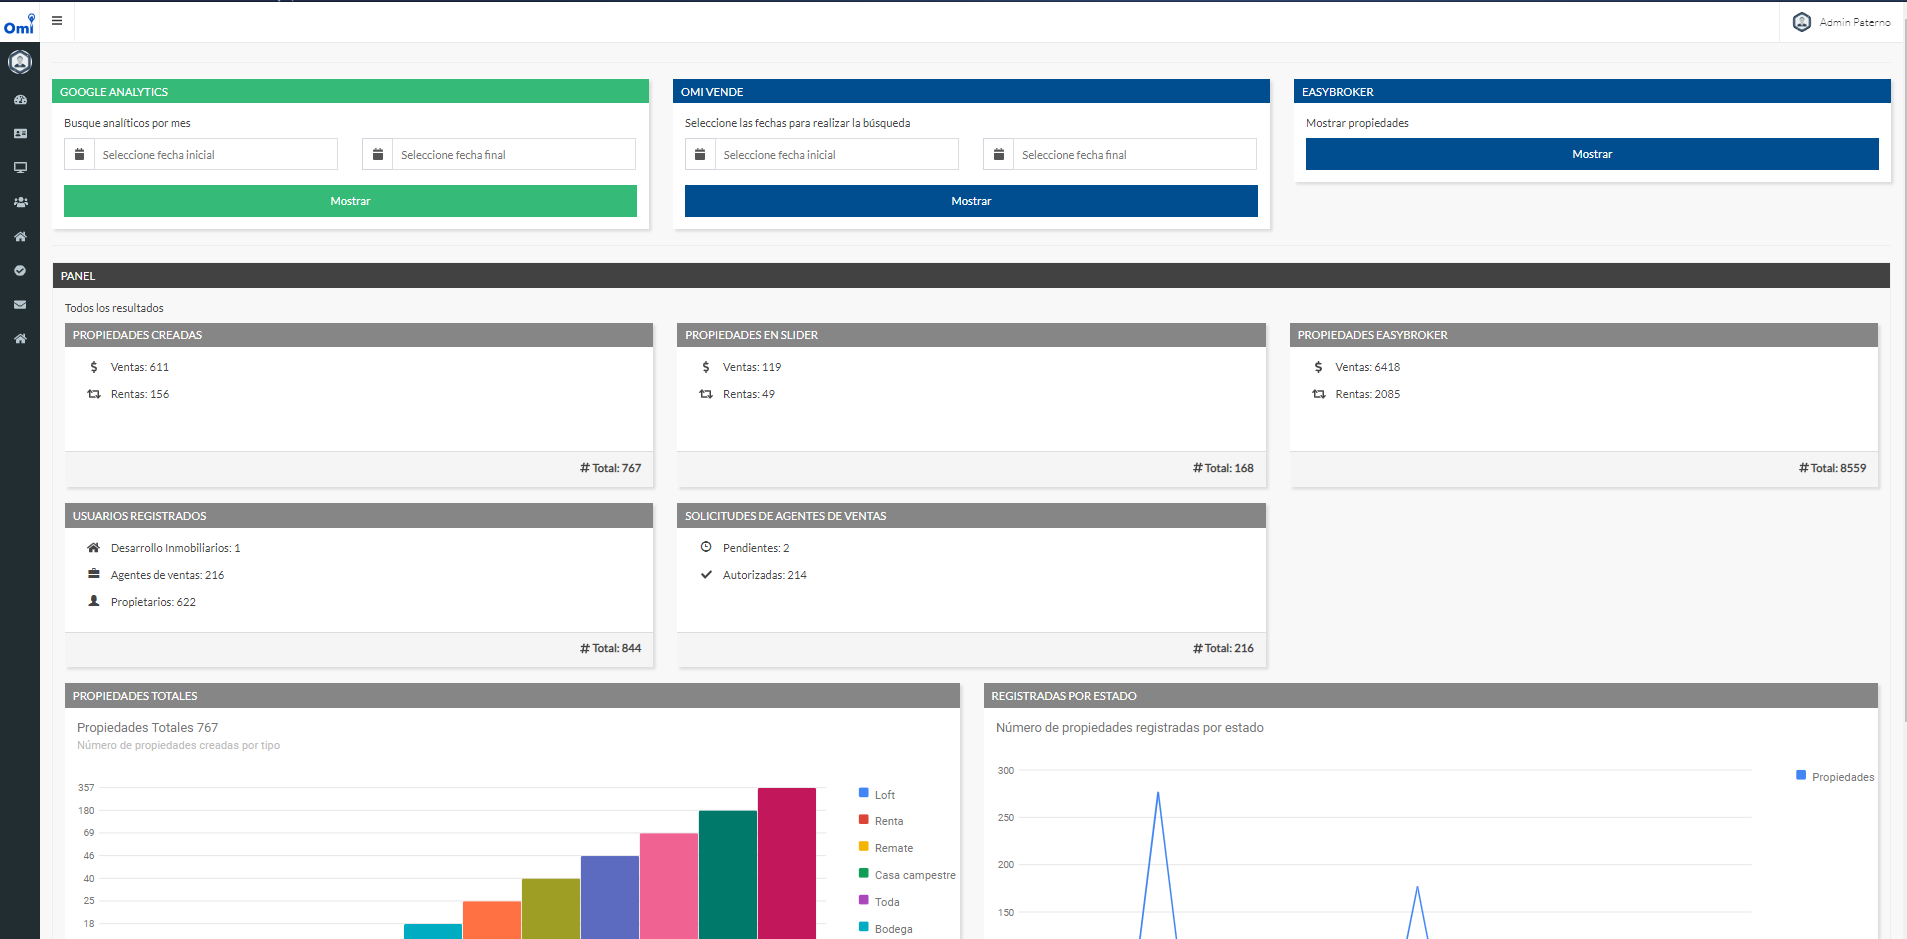 Omi
Admin Paterno
GOOGLE ANALYTICS
Busque analíticos por mes
Seleccione fecha inicial
Seleccione fecha final
Mostrar
OMI VENDE
Seleccione las fechas para realizar la búsqueda
Seleccione fecha inicial
Seleccione fecha final
Mostrar
EASYBROKER
Mostrar propiedades
Mostrar
PANEL
Todos los resultados
PROPIEDADES CREADAS
Ventas: 611
Rentas: 156
# Total: 767
PROPIEDADES EN SLIDER
Ventas: 119
Rentas: 49
# Total: 168
PROPIEDADES EASYBROKER
Ventas: 6418
Rentas: 2085
# Total: 8559
USUARIOS REGISTRADOS
Desarrollo Inmobiliarios: 1
Agentes de ventas: 216
Propietarios: 622
# Total: 844
SOLICITUDES DE AGENTES DE VENTAS
Pendientes: 2
Autorizadas: 214
# Total: 216
PROPIEDADES TOTALES
Propiedades Totales 767
Número de propiedades creadas por tipo
357
180
69
46
40
25
18
Loft
Renta
Remate
Casa campestre
Toda
Bodega
REGISTRADAS POR ESTADO
Número de propiedades registradas por estado
300
250
200
150
Propiedades